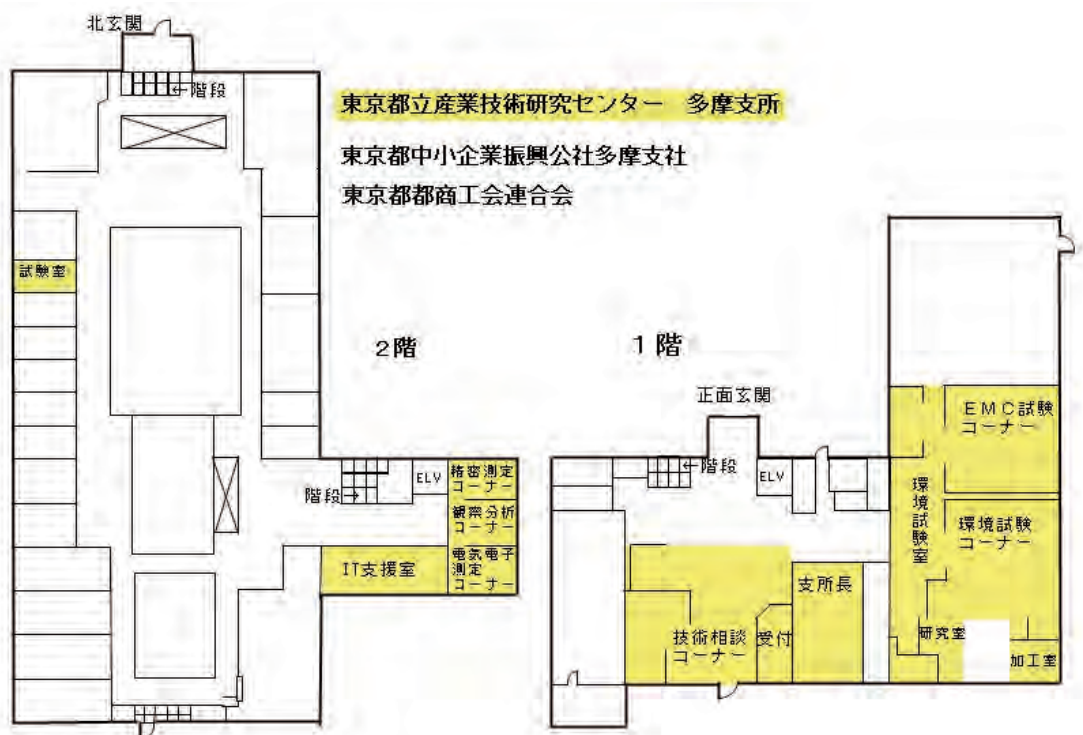 北玄関
←階段
東京都立産業技術研究センター 多摩支所
東京都中小企業振興公社多摩支社
東京都都商工会連合会
試験室
2階
階段→
ELV
精密測定
コーナー
観察分析
コーナー
電気電子
測定
コーナー
IT支援室
1階
正面玄関
←階段
ELV
EMC試験
コーナー
環境試験室
環境試験
コーナー
支所長
技術相談
コーナー
受付
研究室
加工室